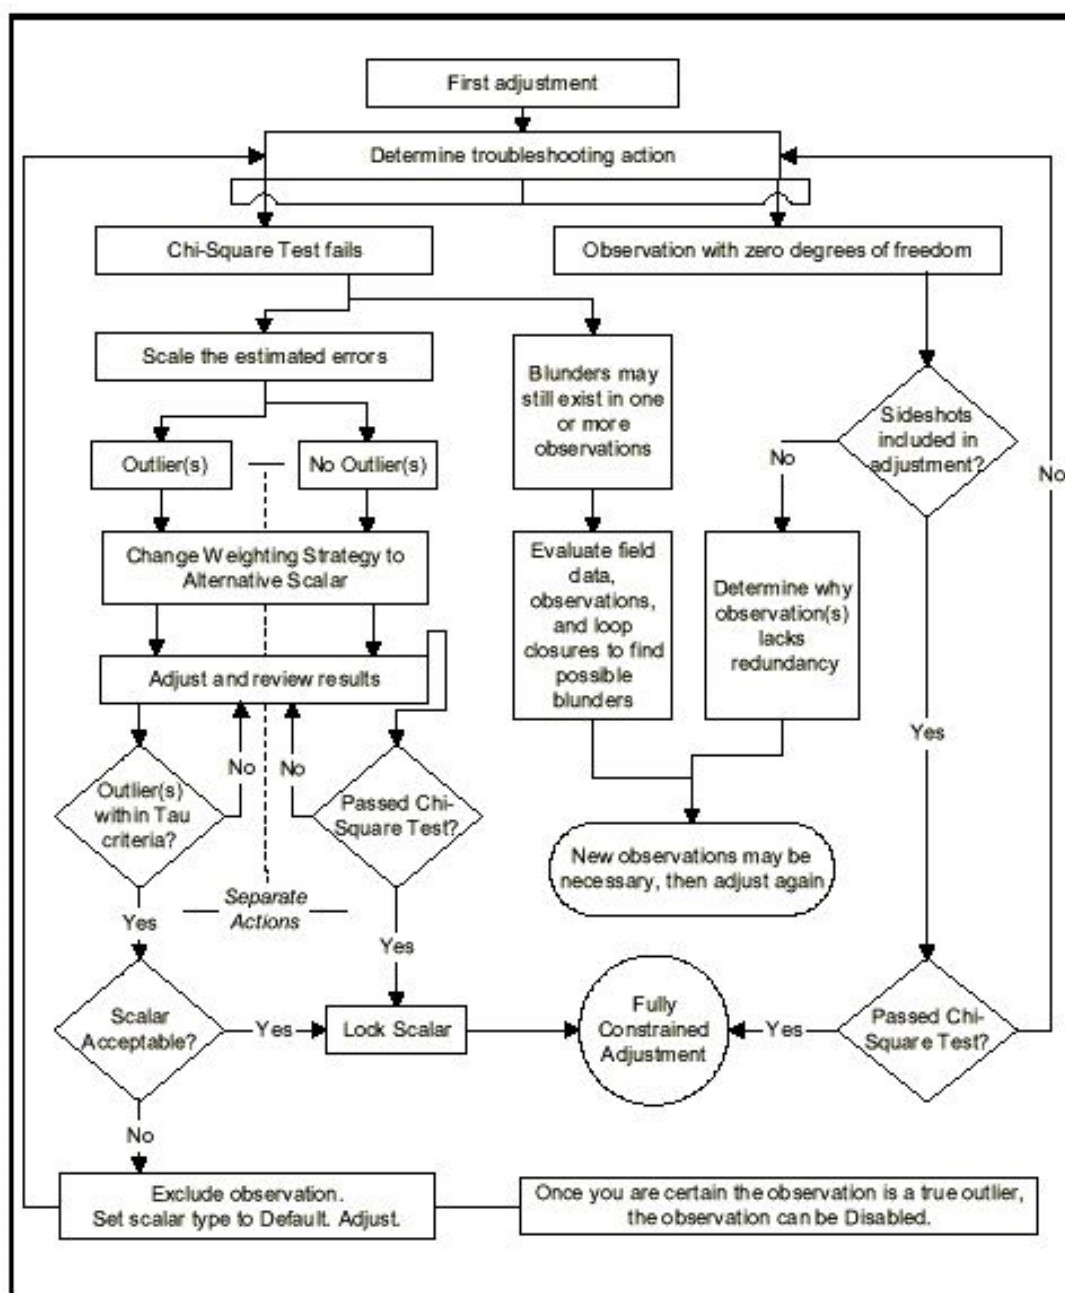 First adjustment
Determine troubleshooting action
Chi-Square Test fails
Observation with zero degrees of freedom
Scale the estimated errors
Blunders may
still exist in one
or more
observations
Sideshots
included in
adjustment?
No
No
Outlier(s)
No Outlier(s)
Change Weighting Strategy to
Alternative Scalar
Evaluate field
data,
observations,
and loop
closures to find
possible
blunders
Determine why
observation(s)
lacks
redundancy
Adjust and review results
Yes
No
No
Outlier(s)
within Tau
criteria?
Passed Chi-
Square Test?
New observations may be
necessary, then adjust again
Separate
Actions
Yes
Yes
Scalar
Acceptable?
Yes
Lock Scalar
Fully
Constrained
Adjustment
Yes
Passed Chi-
Square Test?
No
Exclude observation.
Set scalar type to Default. Adjust.
Once you are certain the observation is a true outlier,
the observation can be Disabled.